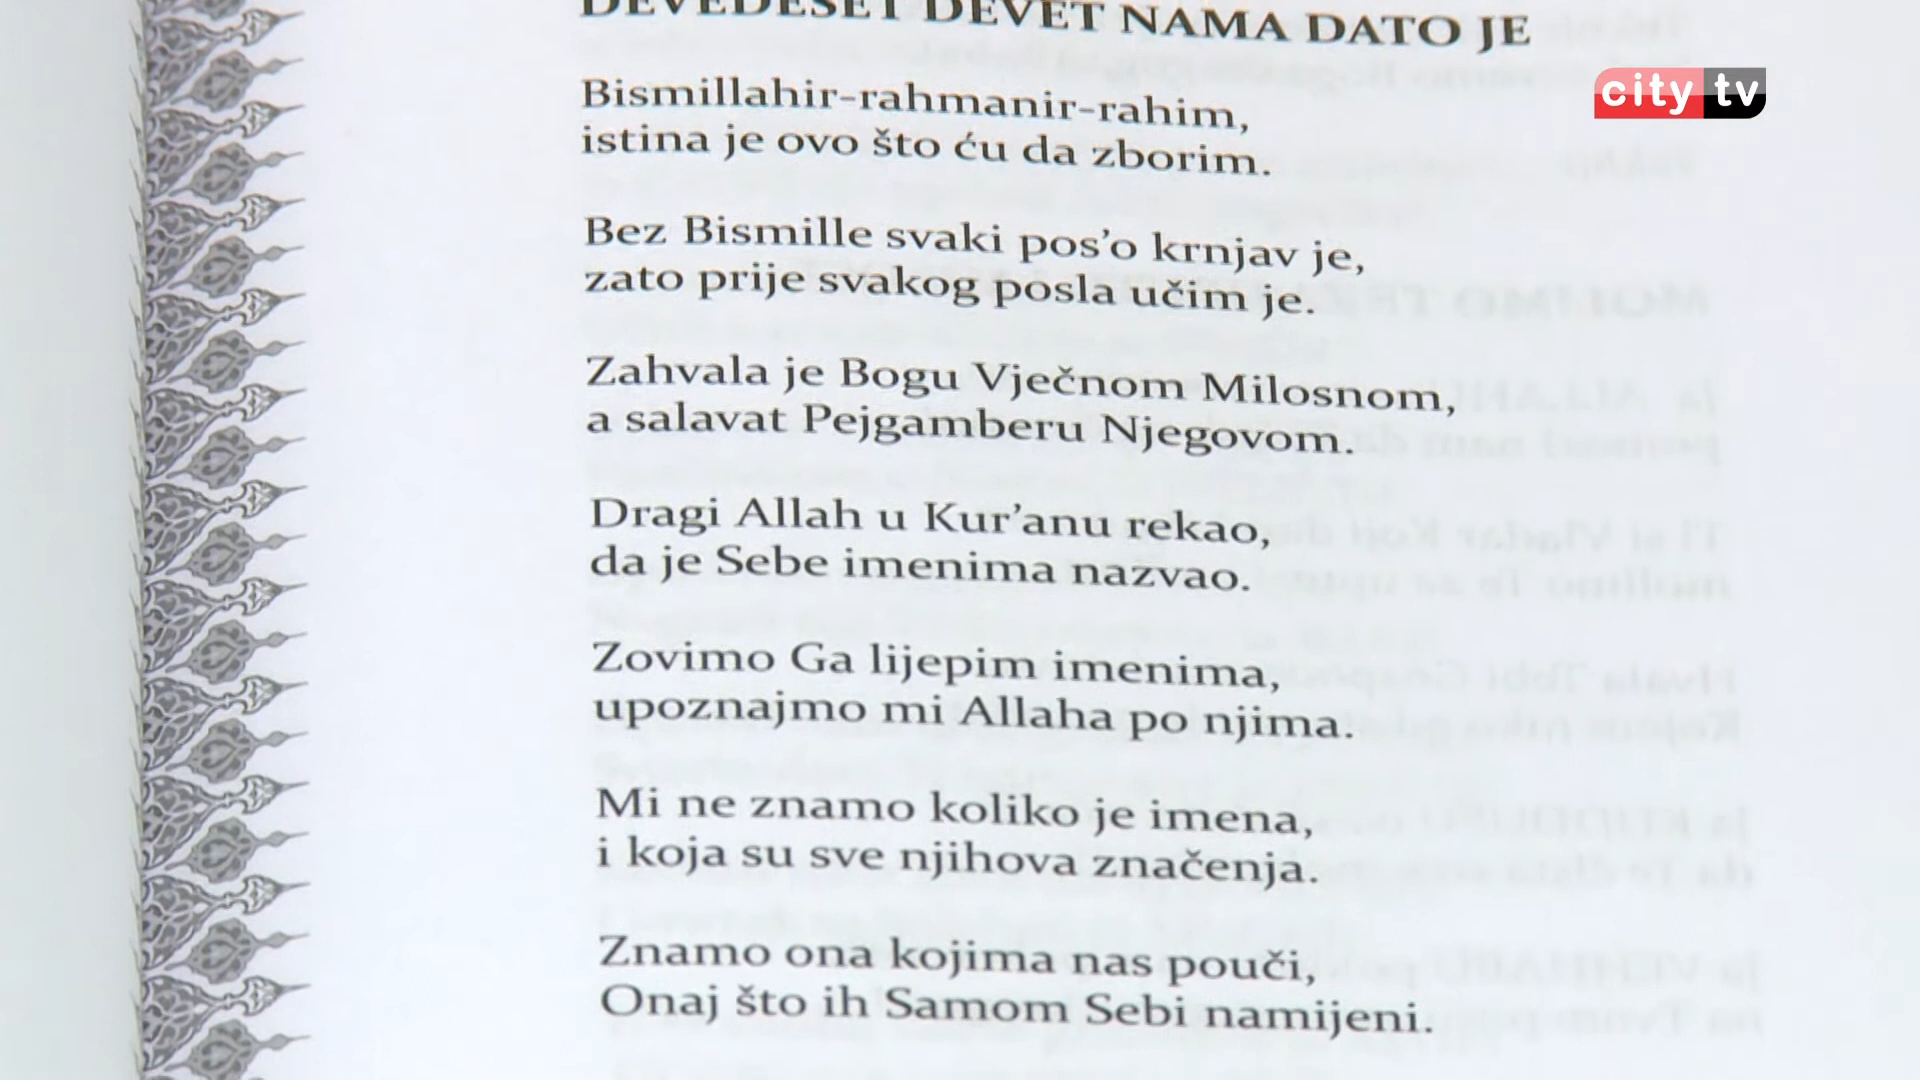 DEVEDESET DEVET NAMA DATO JE
city tv
Bismillahir-rahmanir-rahim,
istina je ovo što ću da zborim.
Bez Bismille svaki pos’o krnjav je,
zato prije svakog posla učim je.
Zahvala je Bogu Vječnom Milosnom,
a salavat Pejgamberu Njegovom.
Dragi Allah u Kur’anu rekao,
da je Sebe imenima nazvao.
Zovimo Ga lijepim imenima,
upoznajmo mi Allaha po njima.
Mi ne znamo koliko je imena,
i koja su sve njihova značenja.
Znamo ona kojima nas pouči,
Onaj što ih Samom Sebi namijeni.